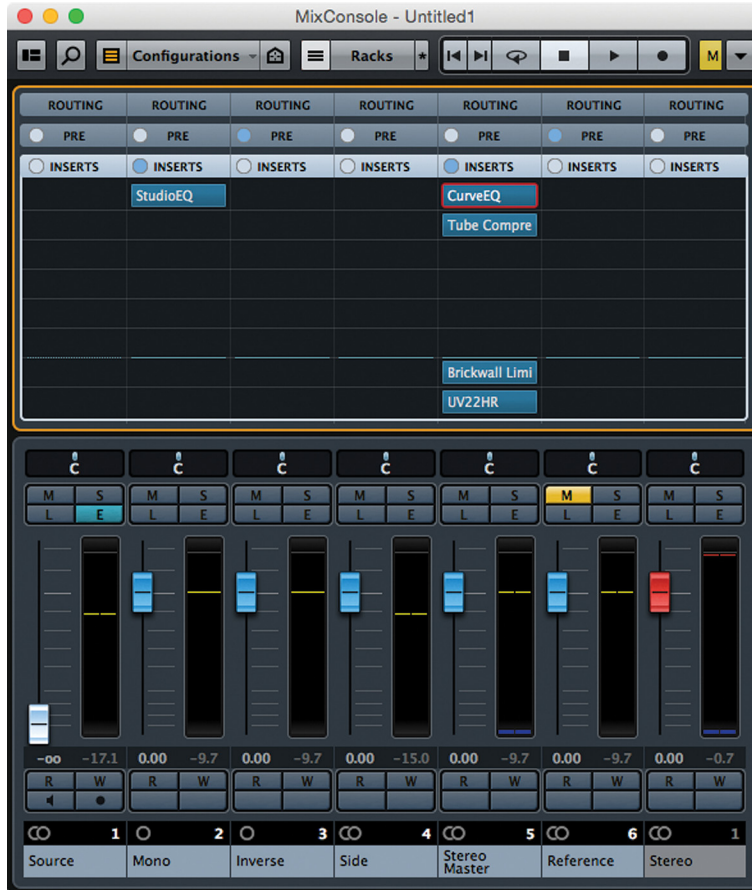 MixConsole - Untitled1
Configurations Racks * M
ROUTING ROUTING ROUTING ROUTING ROUTING ROUTING ROUTING
PRE PRE PRE PRE PRE PRE PRE
INSERTS INSERTS INSERTS INSERTS INSERTS INSERTS INSERTS
StudioEQ CurveEQ
Tube Compre
Brickwall Limi
UV22HR
C C C C C C C
M S M S M S M S M S M S M S
L E L E L E L E L E L E L E
-oo -17.1 0.00 -9.7 0.00 -9.7 0.00 -15.0 0.00 -9.7 0.00 -9.7 0.00 -0.7
R W R W R W R W R W R W R W
1 2 3 4 5 6 1
Source Mono Inverse Side Stereo Master Reference Stereo